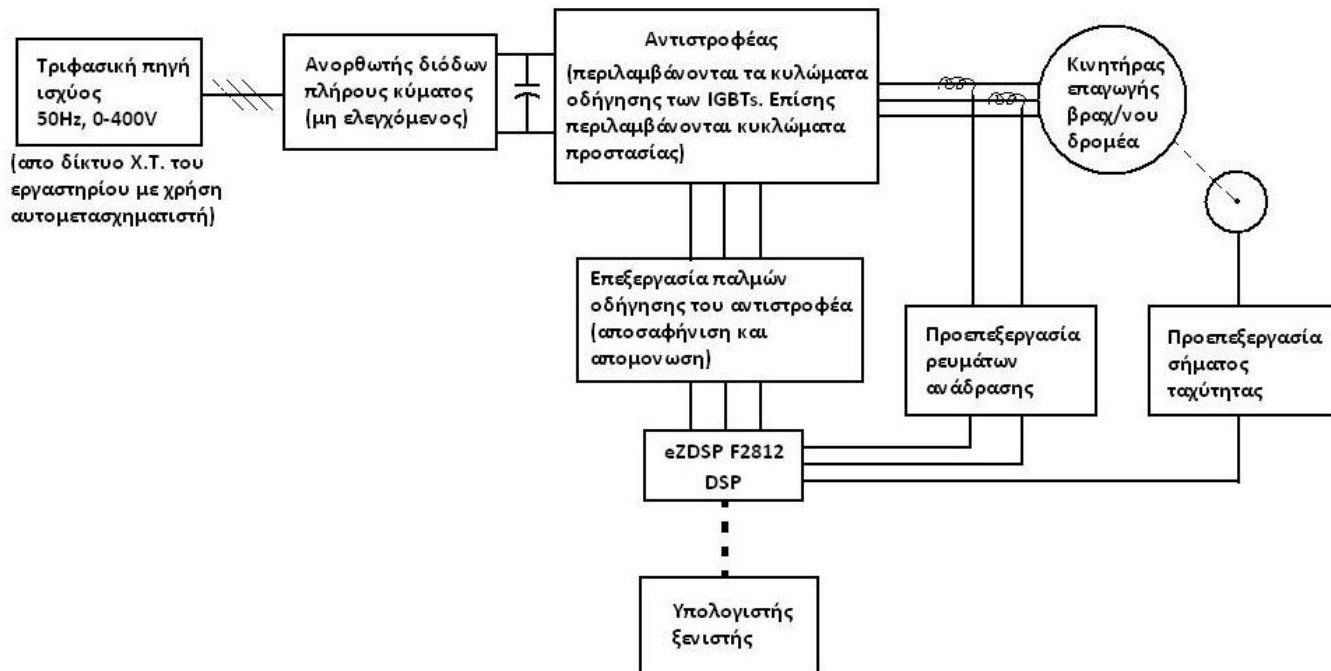 Τριφασική πηγή
ισχύος
50Hz, 0-400V
(απο δίκτυο Χ.Τ. του
εργαστηρίου με χρήση
αυτομετασχηματιστή)
Ανορθωτής διόδων
πλήρους κύματος
(μη ελεγχόμενος)
Αντιστροφέας
(περιλαμβάνονται τα κυλώματα
οδήγησης των IGBTs. Επίσης
περιλαμβάνονται κυκλώματα
προστασίας)
Κινητήρας
επαγωγής
βραχ/νου
δρομέα
Επεξεργασία παλμών
οδήγησης του αντιστροφέα
(αποσαφήνιση και
απομονωση)
Προεπεξεργασία
ρευμάτων
ανάδρασης
Προεπεξεργασία
σήματος
ταχύτητας
eZDSP F2812
DSP
Υπολογιστής
ξενιστής